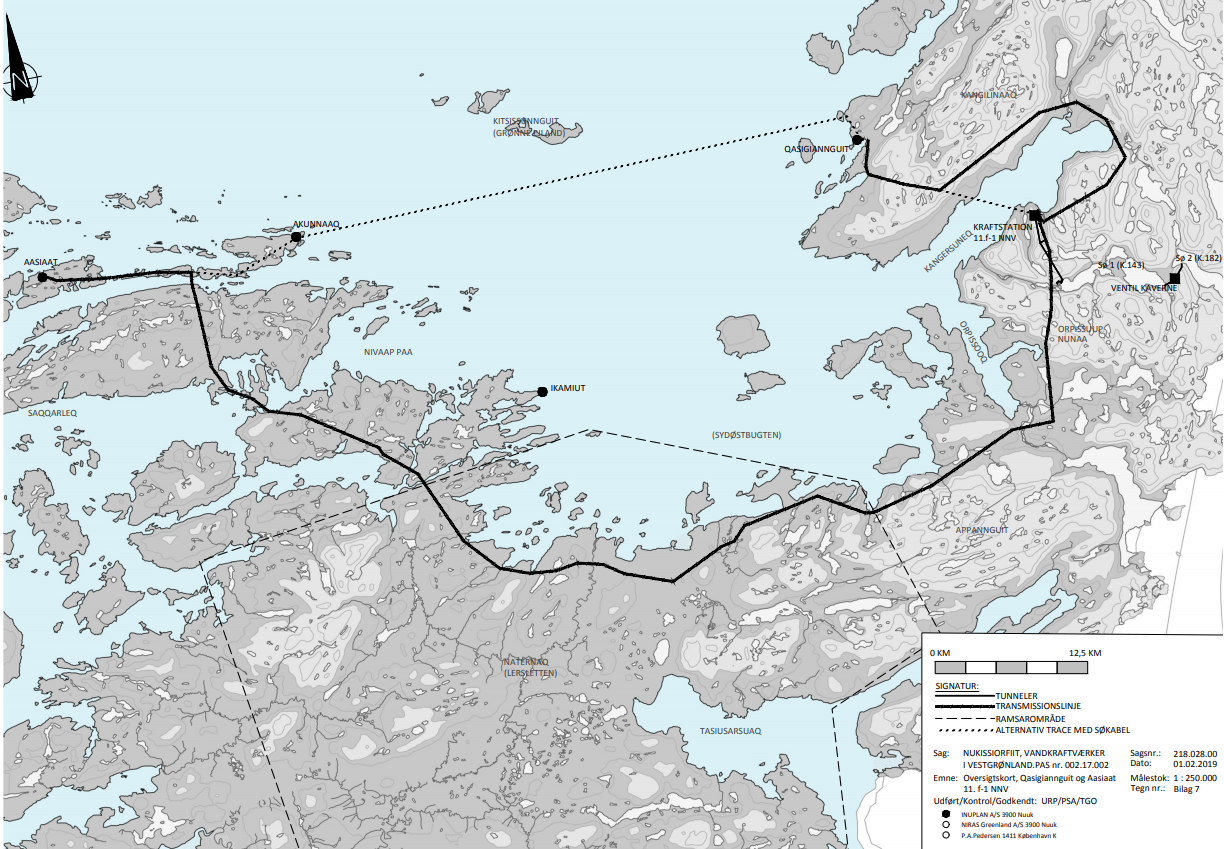 N
KANGILINAAQ
KITSISSUNNGUIT
(GRØNNE EJLAND)
QASIGIANNGUIT
AKUNNAAQ
KRAFTSTATION
11.f-1 NNV
KANGERSUNEQ
AASIAAT
Sø 1 (K.143)
Sø 2 (K.182)
VENTIL KAVERNE
ORPISSUUP
NUNAA
ORPISSOOQ
NIVAAP PAA
IKAMIUT
SAQQARLEQ
(SYDØSTBUGTEN)
APPANNGUIT
NATERNAQ
(LERSLETTEN)
TASIUSARSUAQ
0 KM 12,5 KM
SIGNATUR:
TUNNELER
TRANSMISSIONSLINJE
RAMSAROMRÅDE
ALTERNATIV TRACE MED SØKABEL
Sag: NUKISSIORFIIT, VANDKRAFTVÆRKER Sagsnr.: 218.028.00
I VESTGRØNLAND.PAS nr. 002.17.002 Dato: 01.02.2019
Emne: Oversigtskort, Qasigiannguit og Aasiaat Målestok: 1 : 250.000
11. f-1 NNV Tegn nr.: Bilag 7
Udført/Kontrol/Godkendt: URP/PSA/TGO
INUPLAN A/S 3900 Nuuk
NIRAS Greenland A/S 3900 Nuuk
P.A.Pedersen 1411 København K